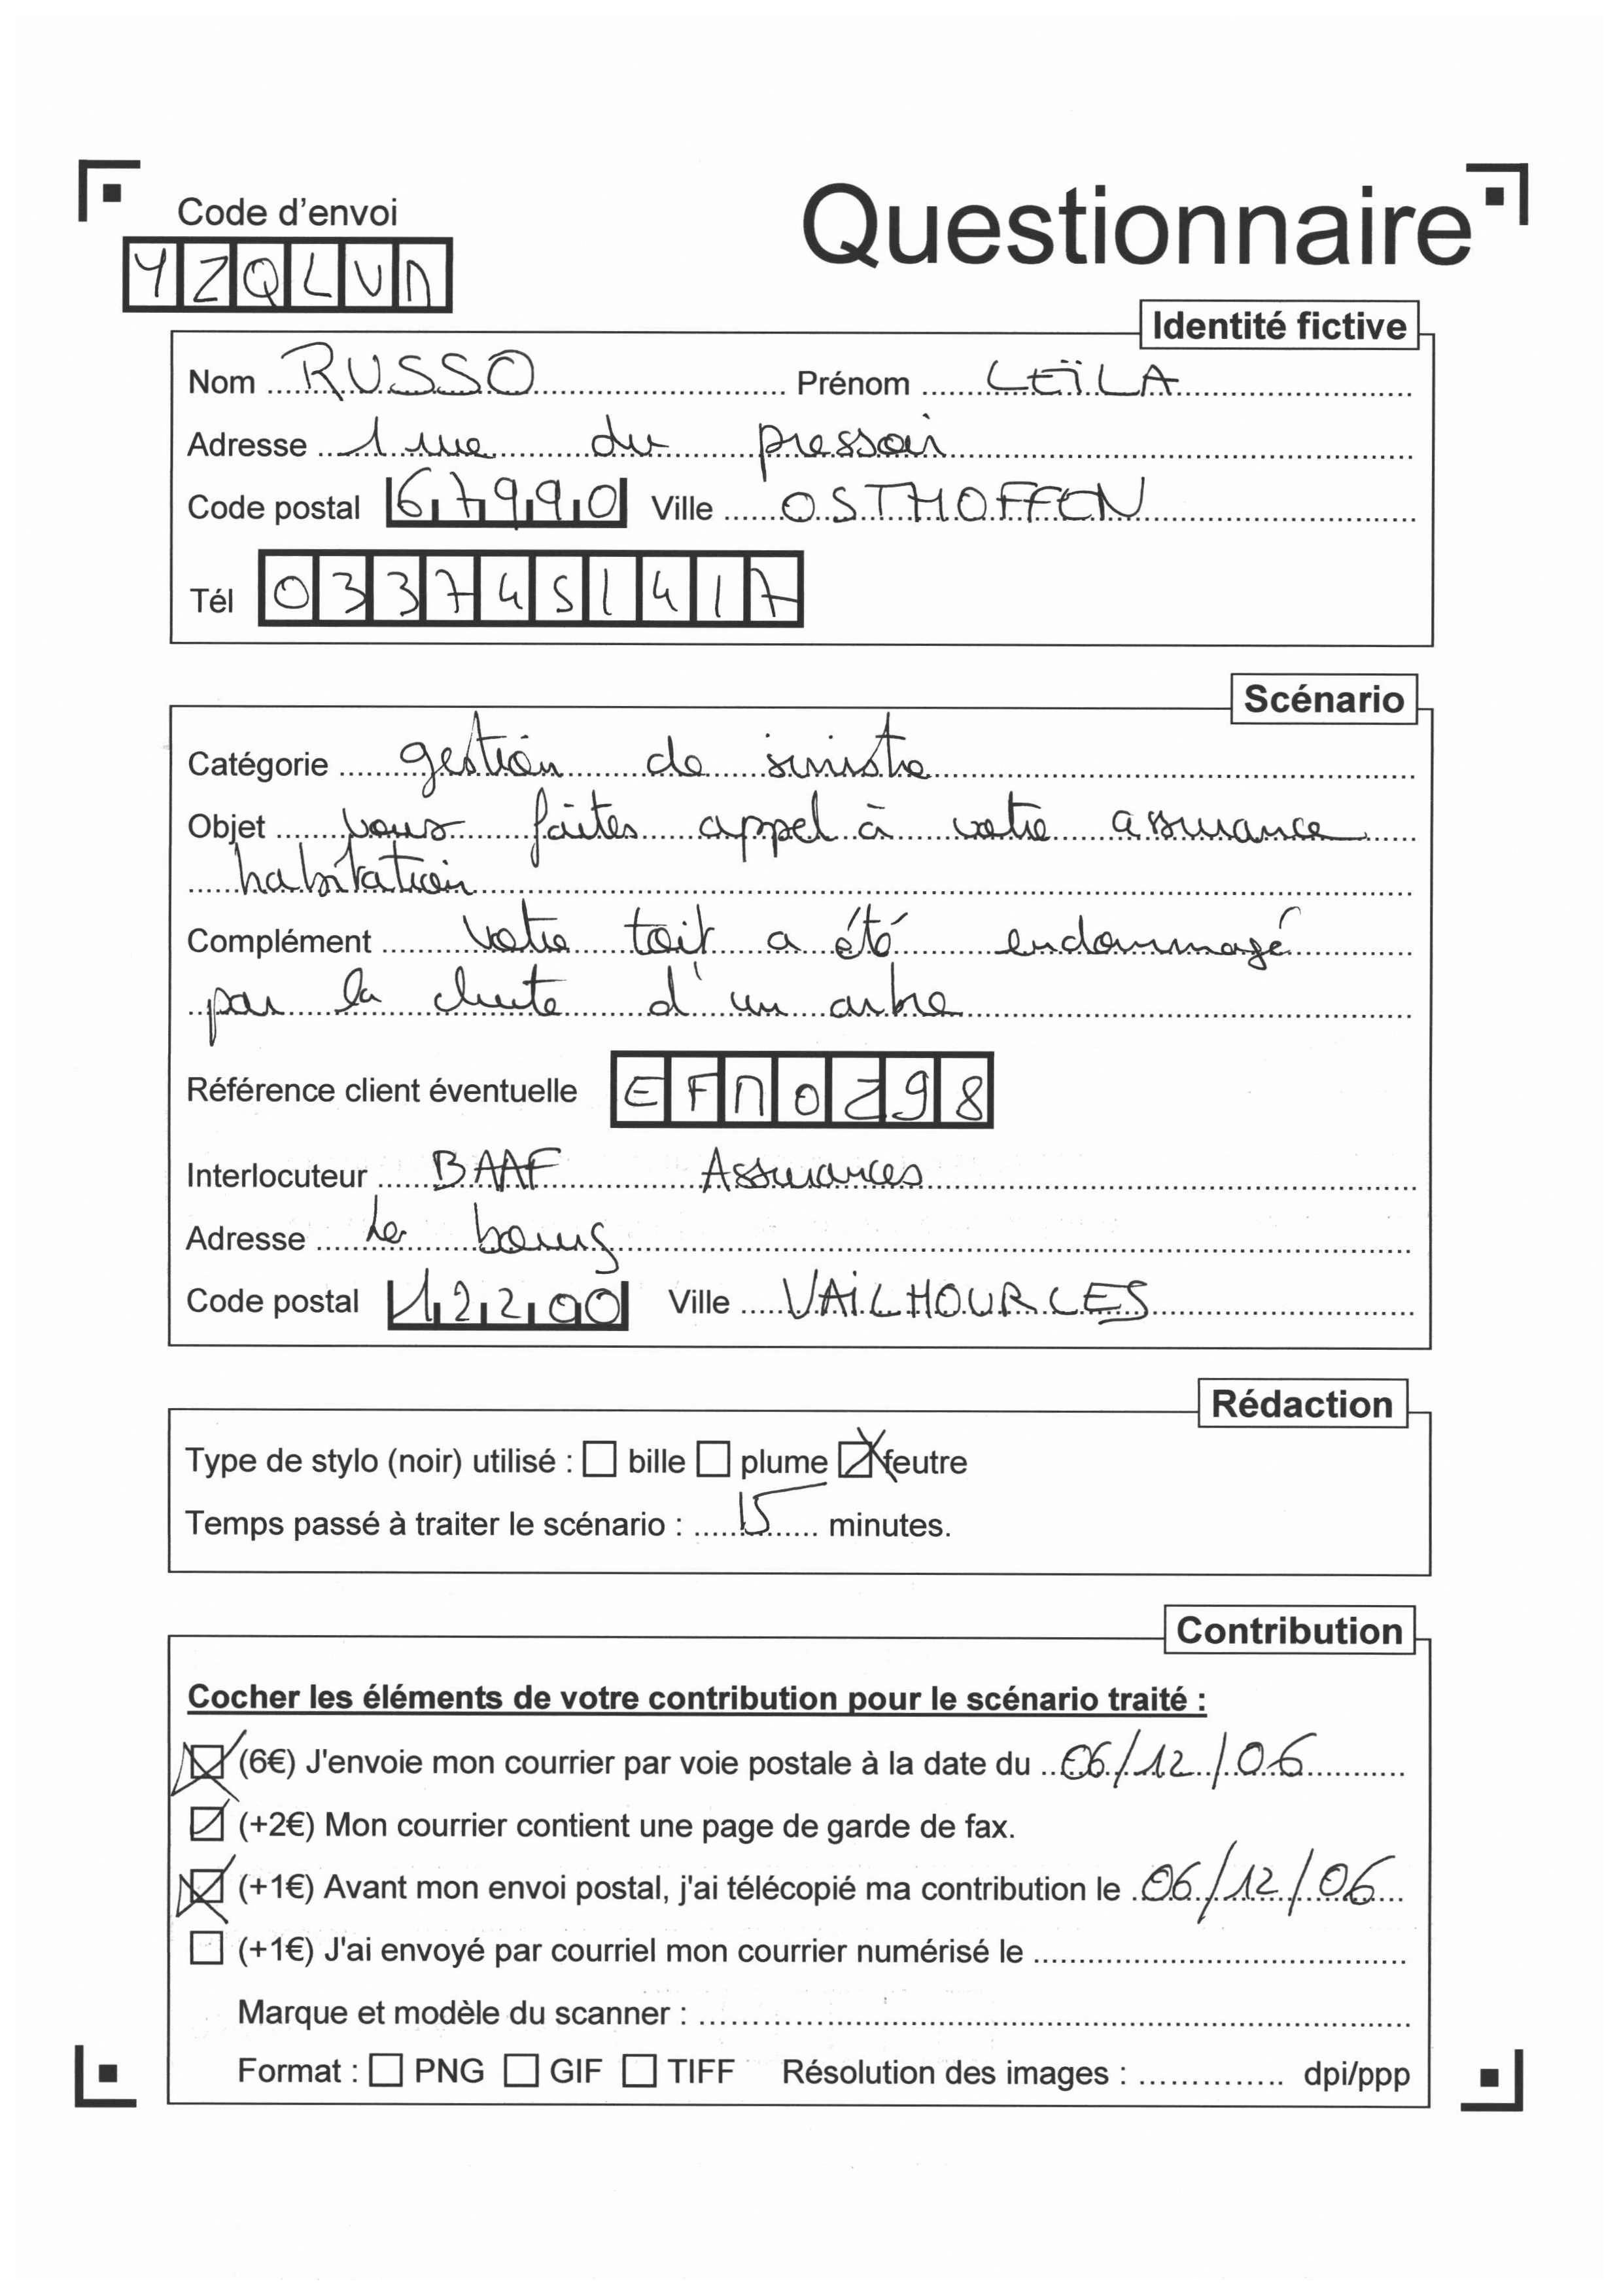 Code d'envoi
Questionnaire
YZQLVM
Identité fictive
Nom RUSSO Prénom LEÏLA
Adresse 1 rue du pressoir
Code postal 67990 Ville OSTHOFFEN
Tél 0337451417
Scénario
Catégorie gestion de sinistre
Objet vous faites appel à votre assurance
habitation
Complément Votre toit a été endommagé
par la chute d'un arbre
Référence client éventuelle EFN0298
Interlocuteur BAAF Assurances
Adresse Le bourg
Code postal 12200 Ville VAILHOURLES
Rédaction
Type de stylo (noir) utilisé : bille plume feutre
Temps passé à traiter le scénario : 15 minutes.
Contribution
Cocher les éléments de votre contribution pour le scénario traité :
(6€) J'envoie mon courrier par voie postale à la date du 06/12/06
(+2€) Mon courrier contient une page de garde de fax.
(+1€) Avant mon envoi postal, j'ai télécopié ma contribution le 06/12/06
(+1€) J'ai envoyé par courriel mon courrier numérisé le
Marque et modèle du scanner :
Format : PNG GIF TIFF Résolution des images : dpi/ppp